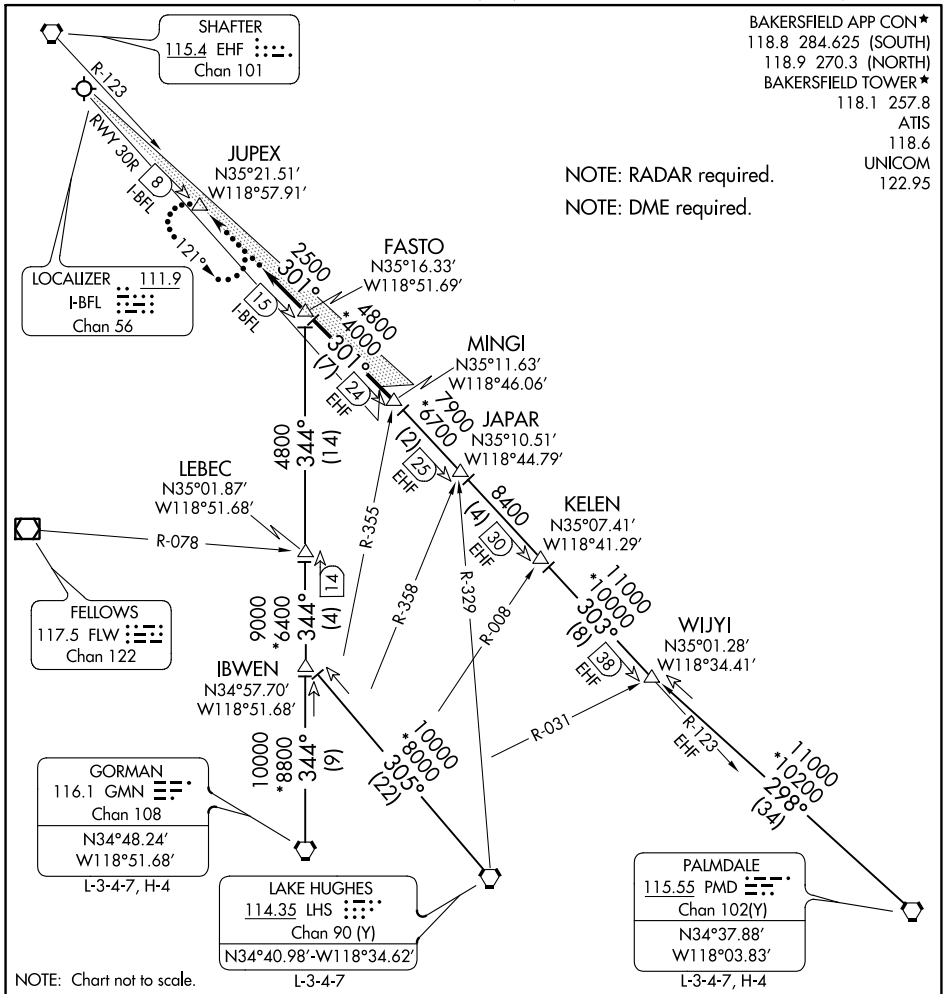 SHAFTER
115.4 EHF
Chan 101
BAKERSFIELD APP CON★
118.8 284.625 (SOUTH)
118.9 270.3 (NORTH)
BAKERSFIELD TOWER★
118.1 257.8
ATIS
118.6
UNICOM
122.95
NOTE: RADAR required.
NOTE: DME required.
R-123
RWY 30R
8
I-BFL
JUPEX
N35°21.51'
W118°57.91'
121°
LOCALIZER 111.9
I-BFL
Chan 56
2500
301°
15
I-BFL
FASTO
N35°16.33'
W118°51.69'
4800
*4000
301°
(7)
24
EHF
MINGI
N35°11.63'
W118°46.06'
7900
*6700
(2)
25
EHF
JAPAR
N35°10.51'
W118°44.79'
8400
(4)
30
EHF
KELEN
N35°07.41'
W118°41.29'
11000
*10000
303°
(8)
38
EHF
WIJYI
N35°01.28'
W118°34.41'
R-123
EHF
11000
*10200
298°
(34)
4800
344°
(14)
LEBEC
N35°01.87'
W118°51.68'
R-078
14
FELLOWS
117.5 FLW
Chan 122
9000
*6400
344°
(4)
R-355
R-358
R-329
R-008
R-031
IBWEN
N34°57.70'
W118°51.68'
10000
*8800
344°
(9)
10000
*8000
305°
(22)
GORMAN
116.1 GMN
Chan 108
N34°48.24'
W118°51.68'
L-3-4-7, H-4
LAKE HUGHES
114.35 LHS
Chan 90 (Y)
N34°40.98'-W118°34.62'
L-3-4-7
PALMDALE
115.55 PMD
Chan 102(Y)
N34°37.88'
W118°03.83'
L-3-4-7, H-4
NOTE: Chart not to scale.